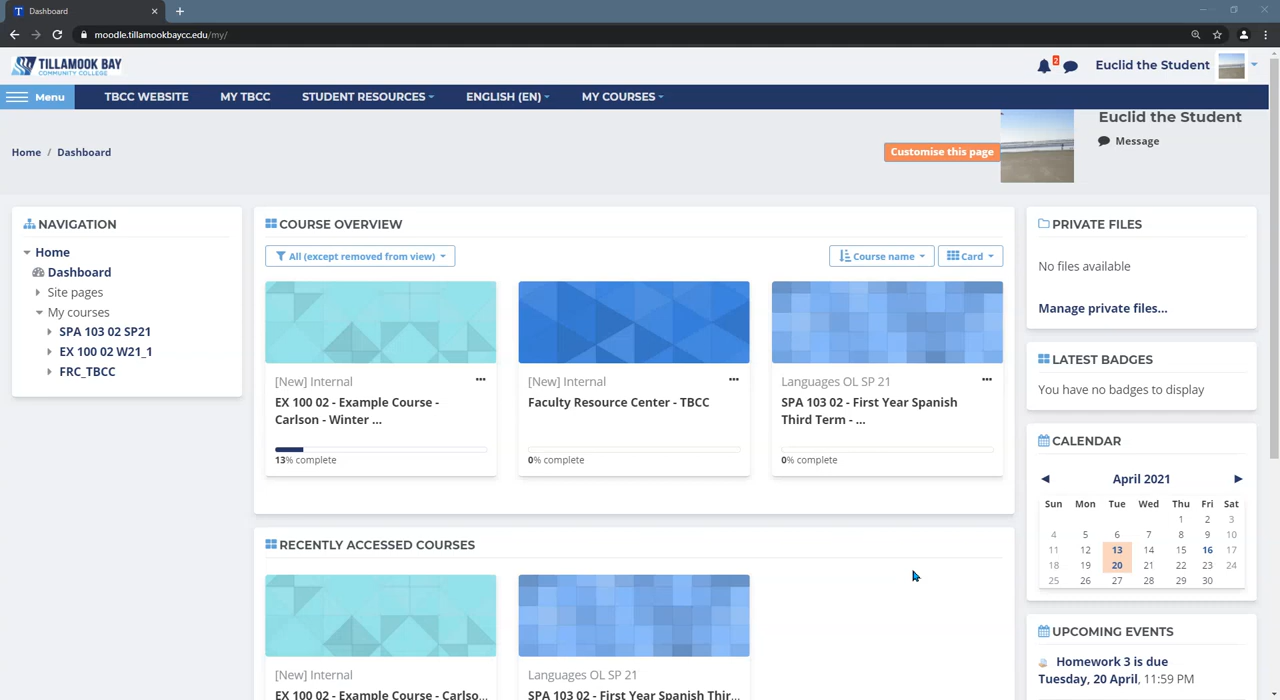 Dashboard
moodle.tillamookbaycc.edu/my/
TILLAMOOK BAY
COMMUNITY COLLEGE
2
Euclid the Student
Menu
TBCC WEBSITE
MY TBCC
STUDENT RESOURCES
ENGLISH (EN)
MY COURSES
Home / Dashboard
Customise this page
Euclid the Student
Message
NAVIGATION
Home
Dashboard
Site pages
My courses
SPA 103 02 SP21
EX 100 02 W21_1
FRC_TBCC
COURSE OVERVIEW
All (except removed from view)
Course name
Card
[New] Internal
EX 100 02 - Example Course -
Carlson - Winter ...
13% complete
[New] Internal
Faculty Resource Center - TBCC
0% complete
Languages OL SP 21
SPA 103 02 - First Year Spanish
Third Term - ...
0% complete
RECENTLY ACCESSED COURSES
[New] Internal
EX 100 02 - Example Course - Carlso...
Languages OL SP 21
SPA 103 02 - First Year Spanish Thir...
PRIVATE FILES
No files available
Manage private files...
LATEST BADGES
You have no badges to display
CALENDAR
April 2021
Sun Mon Tue Wed Thu Fri Sat
1 2 3
4 5 6 7 8 9 10
11 12 13 14 15 16 17
18 19 20 21 22 23 24
25 26 27 28 29 30
UPCOMING EVENTS
Homework 3 is due
Tuesday, 20 April, 11:59 PM